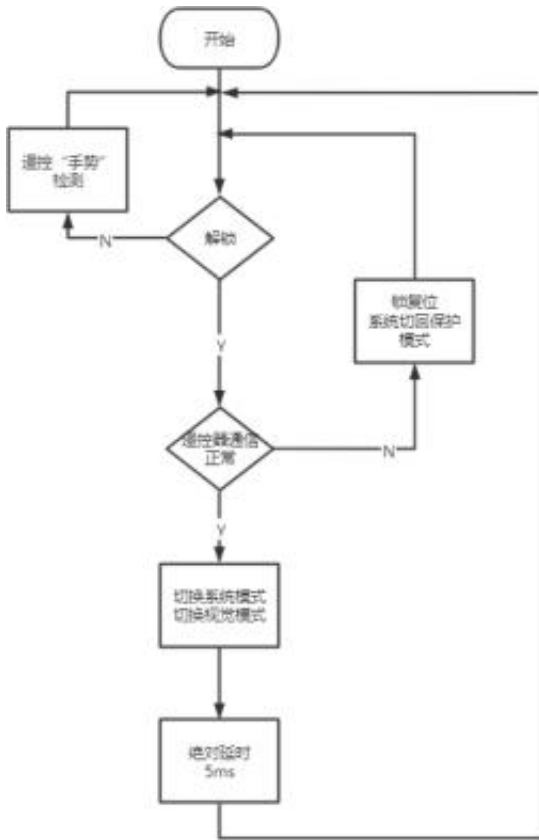 开始
遥控“手势”
检测
解锁
N
锁复位
系统切回保护
模式
Y
遥控器通信
正常
N
Y
切换系统模式
切换视觉模式
绝对延时
5ms